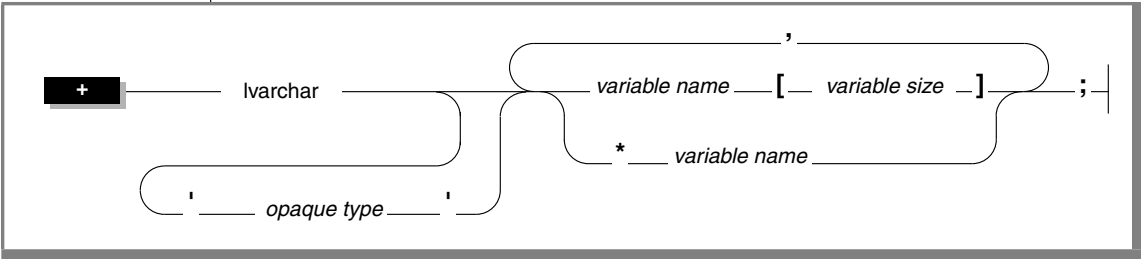 ,
+ lvarchar variable name [ variable size ] ;
* variable name
' opaque type '